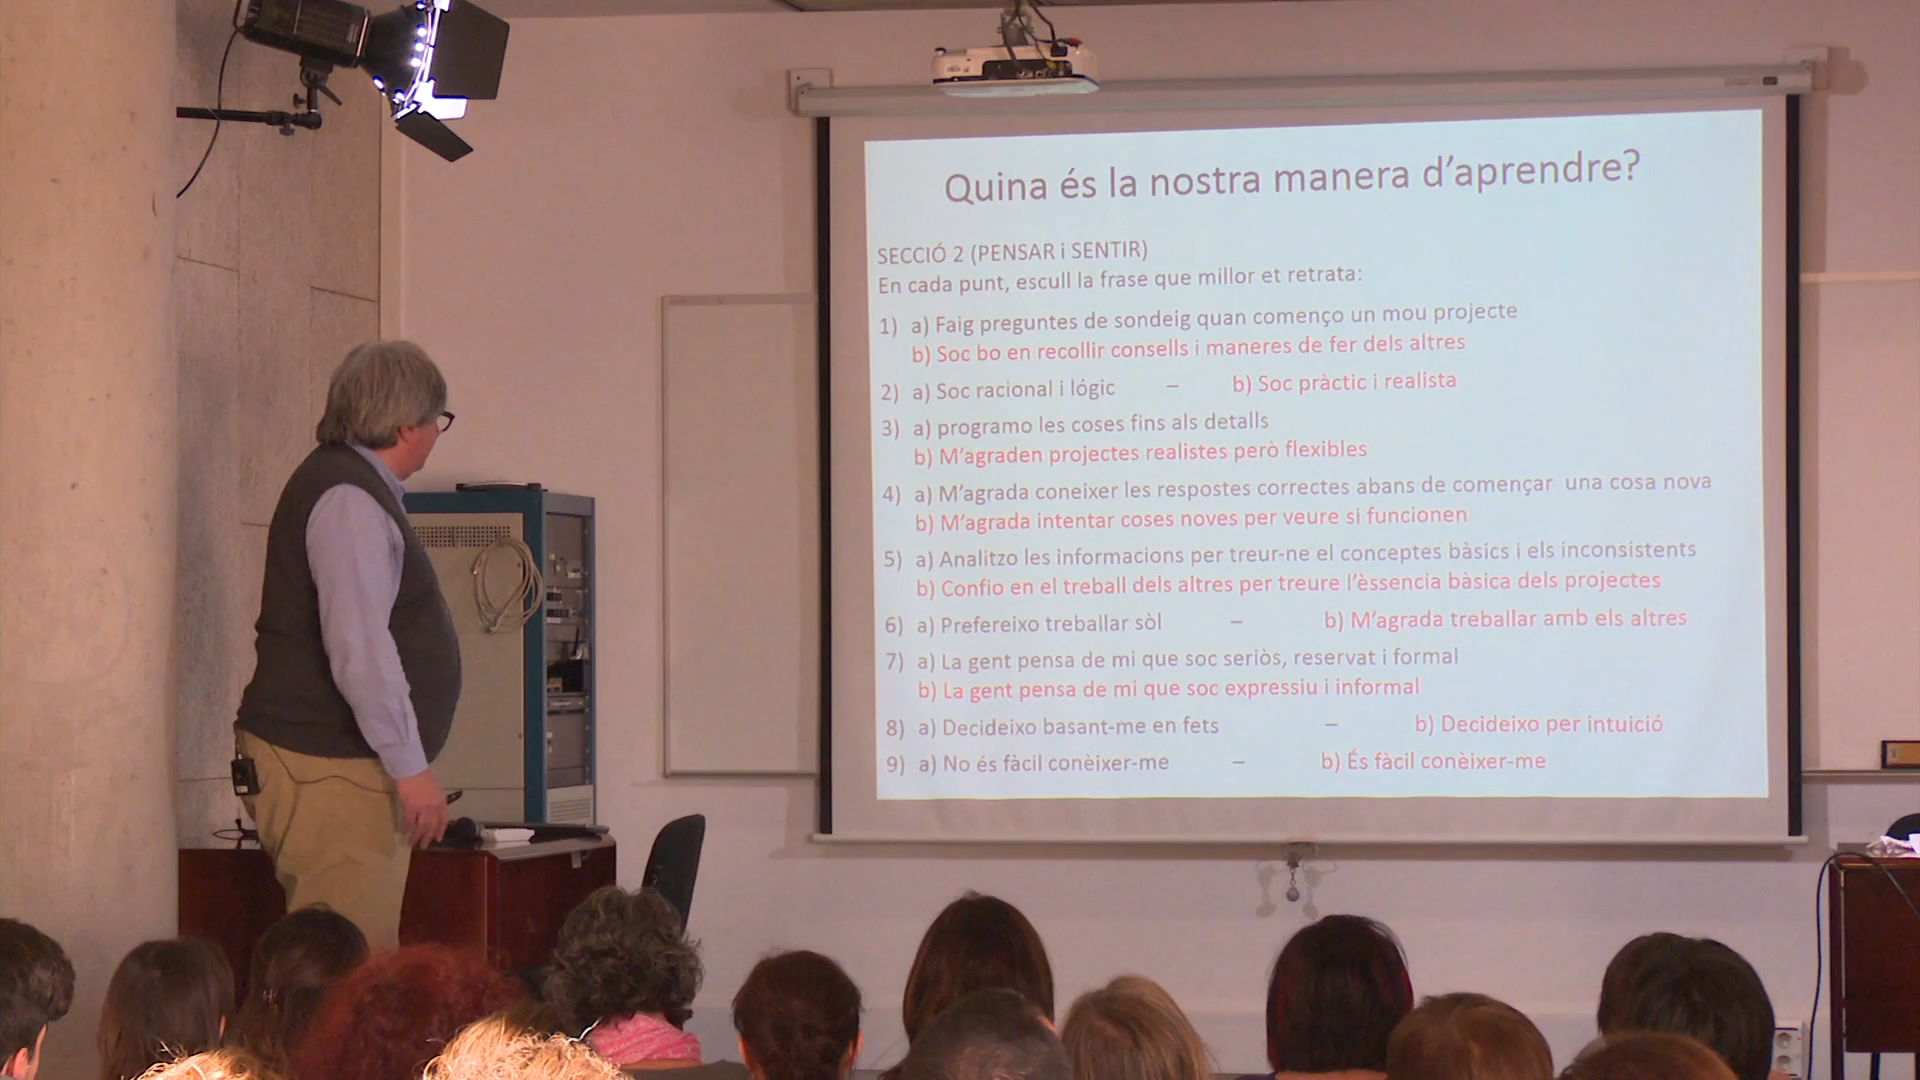 Quina és la nostra manera d'aprendre?
SECCIÓ 2 (PENSAR i SENTIR)
En cada punt, escull la frase que millor et retrata:
1) a) Faig preguntes de sondeig quan començo un mou projecte
b) Soc bo en recollir consells i maneres de fer dels altres
2) a) Soc racional i lógic – b) Soc pràctic i realista
3) a) programo les coses fins als detalls
b) M'agraden projectes realistes però flexibles
4) a) M'agrada coneixer les respostes correctes abans de començar una cosa nova
b) M'agrada intentar coses noves per veure si funcionen
5) a) Analitzo les informacions per treur-ne el conceptes bàsics i els inconsistents
b) Confio en el treball dels altres per treure l'èssencia bàsica dels projectes
6) a) Prefereixo treballar sòl – b) M'agrada treballar amb els altres
7) a) La gent pensa de mi que soc seriòs, reservat i formal
b) La gent pensa de mi que soc expressiu i informal
8) a) Decideixo basant-me en fets – b) Decideixo per intuició
9) a) No és fàcil conèixer-me – b) És fàcil conèixer-me